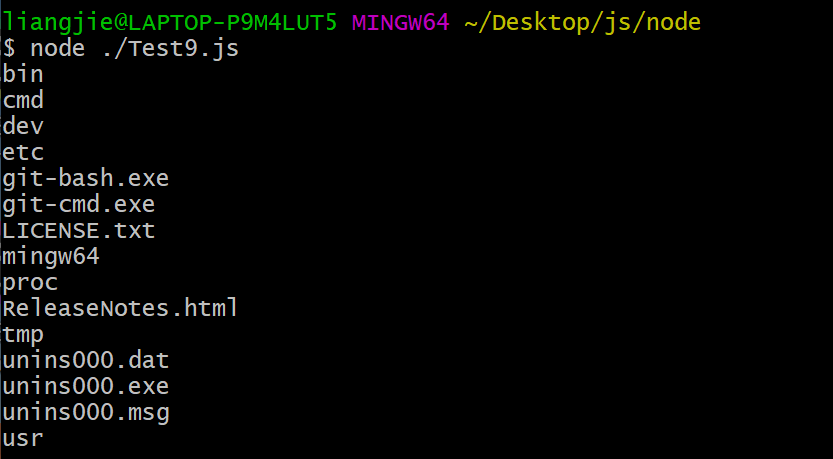 liangjie@LAPTOP-P9M4LUT5 MINGW64 ~/Desktop/js/node
$ node ./Test9.js
bin
cmd
dev
etc
git-bash.exe
git-cmd.exe
LICENSE.txt
mingw64
proc
ReleaseNotes.html
tmp
unins000.dat
unins000.exe
unins000.msg
usr